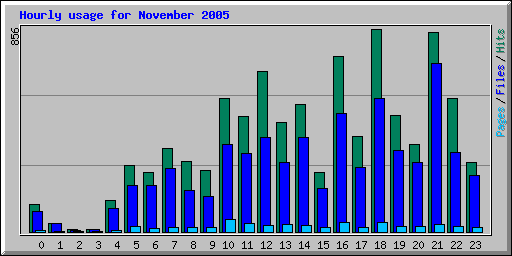 Hourly usage for November 2005
856
Pages / Files / Hits
0 1 2 3 4 5 6 7 8 9 10 11 12 13 14 15 16 17 18 19 20 21 22 23